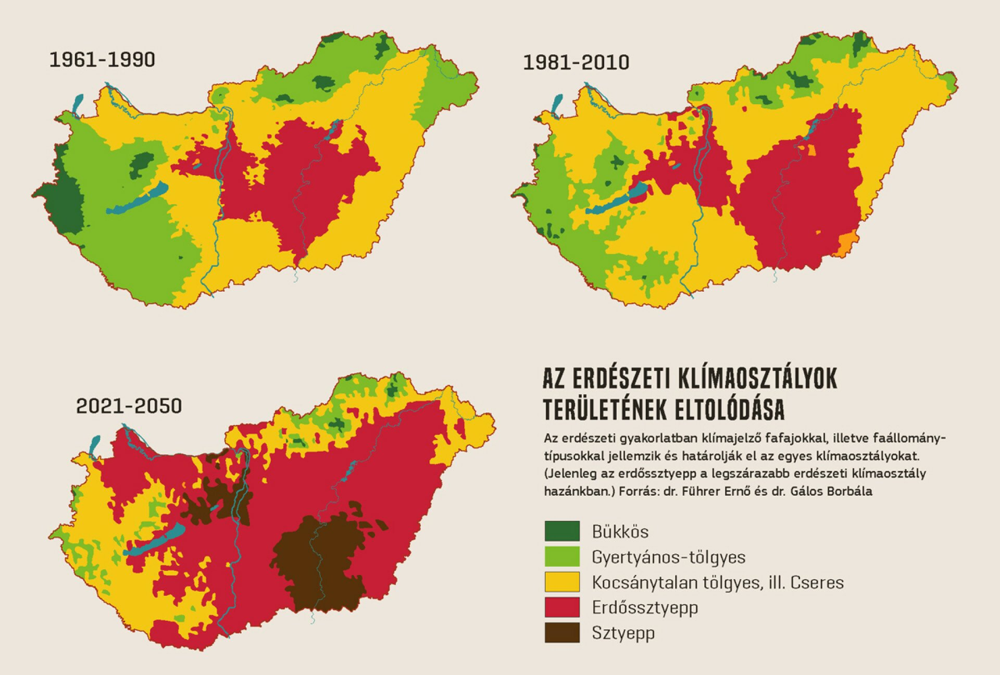 1961-1990
1981-2010
2021-2050
AZ ERDÉSZETI KLÍMAOSZTÁLYOK
TERÜLETÉNEK ELTOLÓDÁSA
Az erdészeti gyakorlatban klímajelző fafajokkal, illetve faállomány-
típusokkal jellemzik és határolják el az egyes klímaosztályokat.
(Jelenleg az erdőssztyepp a legszárazabb erdészeti klímaosztály
hazánkban.) Forrás: dr. Führer Ernő és dr. Gálos Borbála
Bükkös
Gyertyános-tölgyes
Kocsánytalan tölgyes, ill. Cseres
Erdőssztyepp
Sztyepp